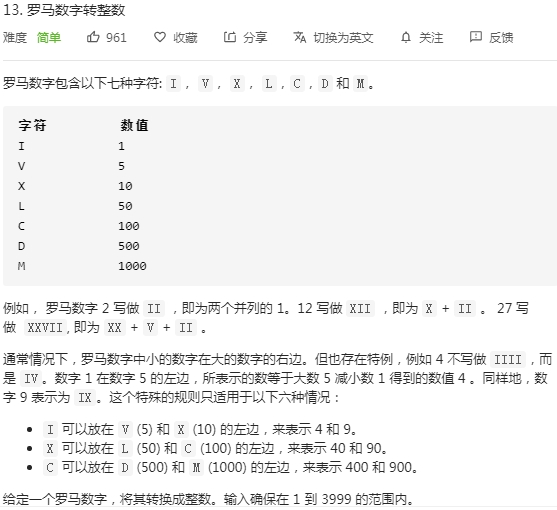 13. 罗马数字转整数
难度 简单 961 收藏 分享 切换为英文 关注 反馈
罗马数字包含以下七种字符: I， V， X， L，C，D 和 M。
字符 数值
I 1
V 5
X 10
L 50
C 100
D 500
M 1000
例如， 罗马数字 2 写做 II ，即为两个并列的 1。12 写做 XII ，即为 X + II 。 27 写
做 XXVII, 即为 XX + V + II 。
通常情况下，罗马数字中小的数字在大的数字的右边。但也存在特例，例如 4 不写做 IIII，而
是 IV。数字 1 在数字 5 的左边，所表示的数等于大数 5 减小数 1 得到的数值 4 。同样地，数
字 9 表示为 IX。这个特殊的规则只适用于以下六种情况：
• I 可以放在 V (5) 和 X (10) 的左边，来表示 4 和 9。
• X 可以放在 L (50) 和 C (100) 的左边，来表示 40 和 90。
• C 可以放在 D (500) 和 M (1000) 的左边，来表示 400 和 900。
给定一个罗马数字，将其转换成整数。输入确保在 1 到 3999 的范围内。